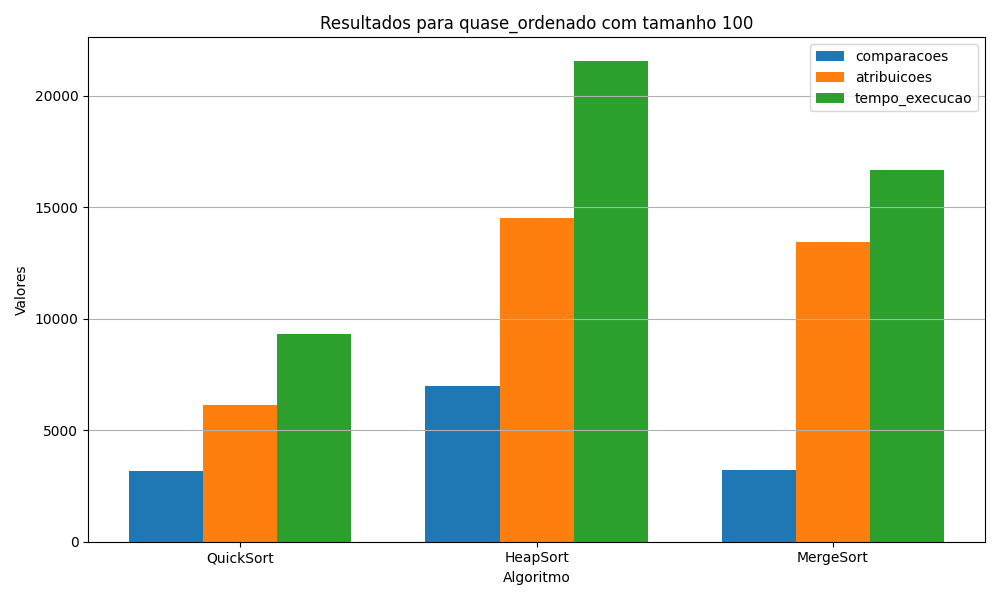 Resultados para quase_ordenado com tamanho 100
comparacoes
atribuicoes
tempo_execucao
Valores
20000
15000
10000
5000
0
QuickSort
HeapSort
MergeSort
Algoritmo